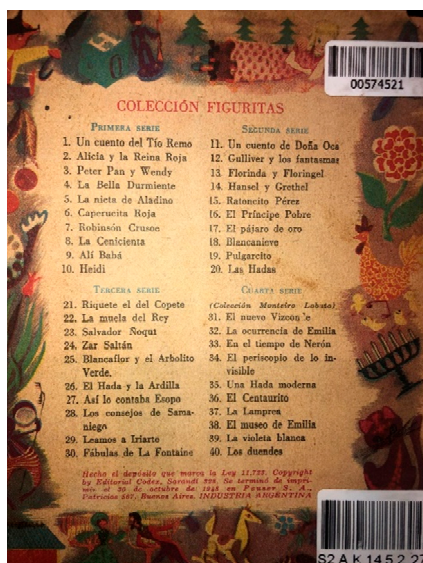 00574521
COLECCIÓN FIGURITAS
PRIMERA SERIE
1. Un cuento del Tío Remo
2. Alicia y la Reina Roja
3. Peter Pan y Wendy
4. La Bella Durmiente
5. La nieta de Aladino
6. Caperucita Roja
7. Robinsón Crusoe
8. La Cenicienta
9. Alí Babá
10. Heidi
SEGUNDA SERIE
11. Un cuento de Doña Oca
12. Gulliver y los fantasmas
13. Florinda y Floringel
14. Hansel y Grethel
15. Ratoncito Pérez
16. El Príncipe Pobre
17. El pájaro de oro
18. Blancanieve
19. Pulgarcito
20. Las Hadas
TERCERA SERIE
21. Riquete el del Copete
22. La muela del Rey
23. Salvador Ñoqui
24. Zar Saltán
25. Blancaflor y el Arbolito
Verde.
26. El Hada y la Ardilla
27. Así lo contaba Esopo
28. Los consejos de Sama-
niego
29. Leamos a Iriarte
30. Fábulas de La Fontaine
CUARTA SERIE
(Colección Monteiro Lobato)
31. El nuevo
32. La ocurrencia de Emilia
33. En el tiempo de Nerón
34. El periscopio de lo in-
visible
35. Una Hada moderna
36. El Centaurito
37. La Lamprea
38. El museo de Emilia
39. La violeta blanca
40. Los duendes
Hecho el depósito que marca la Ley 11.723. Copyright
by Editorial Codex, Sarandí 328. Se terminó de impri-
mir el 30 de octubre de 1948 en Peuser S. A.,
Patricios 567, Buenos Aires. INDUSTRIA ARGENTINA
S2 A K 145 2 27